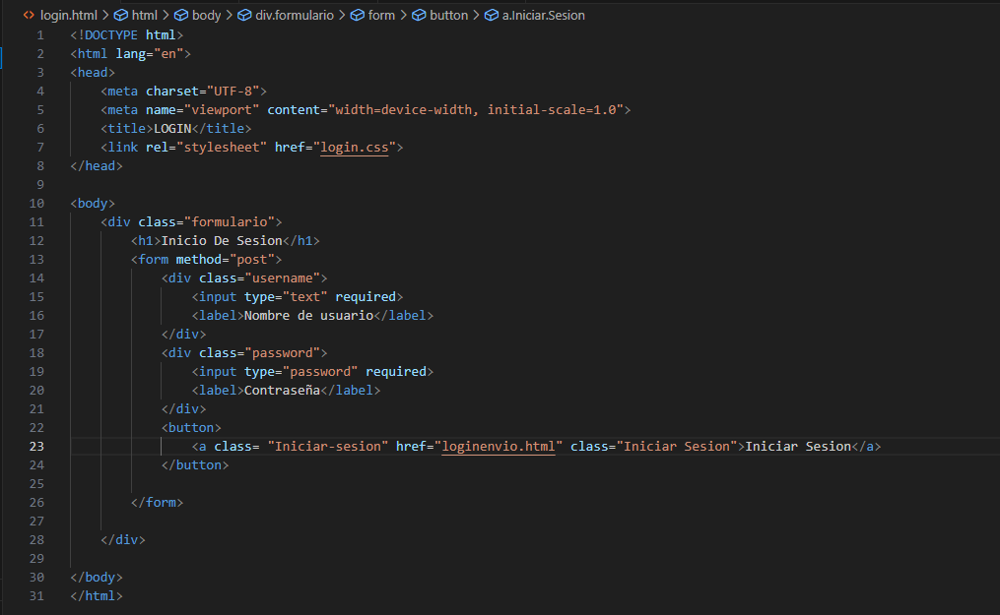 login.html > html > body > div.formulario > form > button > a.Iniciar.Sesion
1 <!DOCTYPE html>
2 <html lang="en">
3 <head>
4 <meta charset="UTF-8">
5 <meta name="viewport" content="width=device-width, initial-scale=1.0">
6 <title>LOGIN</title>
7 <link rel="stylesheet" href="login.css">
8 </head>
9
10 <body>
11 <div class="formulario">
12 <h1>Inicio De Sesion</h1>
13 <form method="post">
14 <div class="username">
15 <input type="text" required>
16 <label>Nombre de usuario</label>
17 </div>
18 <div class="password">
19 <input type="password" required>
20 <label>Contraseña</label>
21 </div>
22 <button>
23 <a class= "Iniciar-sesion" href="loginenvio.html" class="Iniciar Sesion">Iniciar Sesion</a>
24 </button>
25
26 </form>
27
28 </div>
29
30 </body>
31 </html>